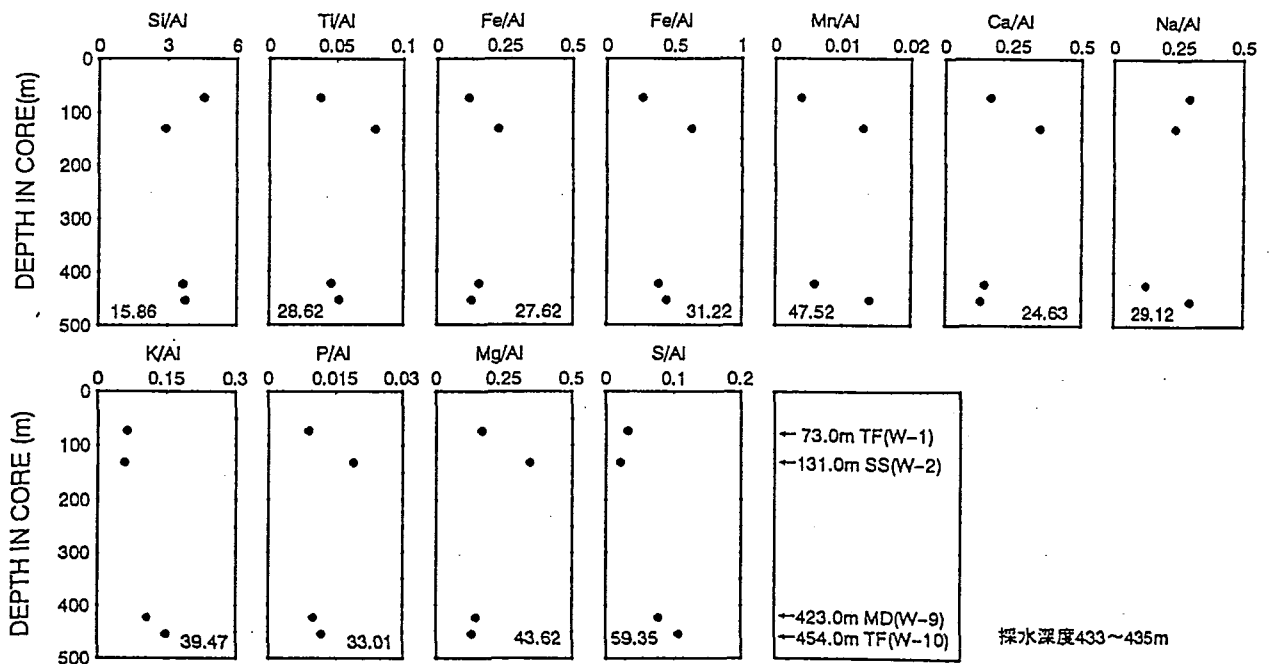 Si/Al Ti/Al Fe/Al Fe/Al Mn/Al Ca/Al Na/Al
0 3 6 0 0.05 0.1 0 0.25 0.5 0 0.5 1 0 0.01 0.02 0 0.25 0.5 0 0.25 0.5
DEPTH IN CORE(m)
0
100
200
300
400
500
15.86 28.62 27.62 31.22 47.52 24.63 29.12
K/Al P/Al Mg/Al S/Al
0 0.15 0.3 0 0.015 0.03 0 0.25 0.5 0 0.1 0.2
DEPTH IN CORE (m)
0
100
200
300
400
500
39.47 33.01 43.62 59.35
← 73.0m TF(W-1)
← 131.0m SS(W-2)
← 423.0m MD(W-9)
← 454.0m TF(W-10)
採水深度433~435m